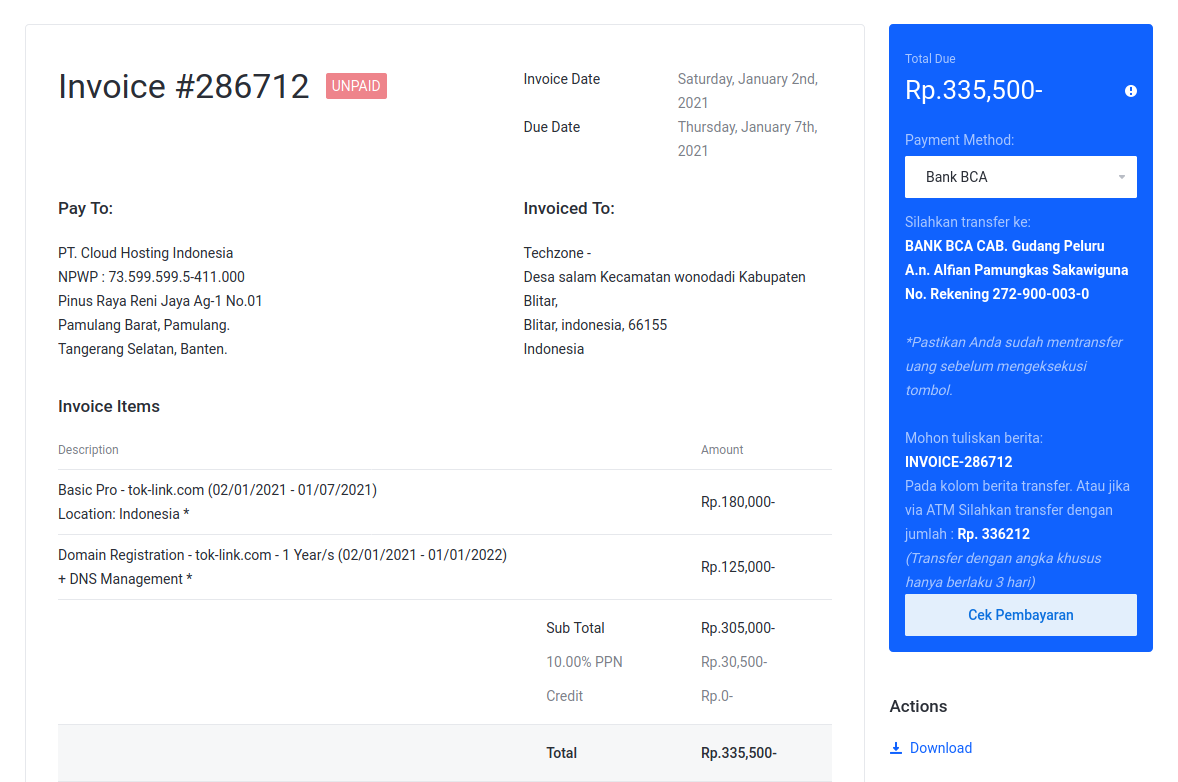 Invoice #286712 UNPAID
Invoice Date Saturday, January 2nd,
2021
Due Date Thursday, January 7th,
2021
Pay To:
PT. Cloud Hosting Indonesia
NPWP : 73.599.599.5-411.000
Pinus Raya Reni Jaya Ag-1 No.01
Pamulang Barat, Pamulang.
Tangerang Selatan, Banten.
Invoiced To:
Techzone -
Desa salam Kecamatan wonodadi Kabupaten
Blitar,
Blitar, indonesia, 66155
Indonesia
Invoice Items
Description Amount
Basic Pro - tok-link.com (02/01/2021 - 01/07/2021)
Location: Indonesia *
Rp.180,000-
Domain Registration - tok-link.com - 1 Year/s (02/01/2021 - 01/01/2022)
+ DNS Management *
Rp.125,000-
Sub Total Rp.305,000-
10.00% PPN Rp.30,500-
Credit Rp.0-
Total Rp.335,500-
Total Due
Rp.335,500-
Payment Method:
Bank BCA
Silahkan transfer ke:
BANK BCA CAB. Gudang Peluru
A.n. Alfian Pamungkas Sakawiguna
No. Rekening 272-900-003-0
*Pastikan Anda sudah mentransfer
uang sebelum mengeksekusi
tombol.
Mohon tuliskan berita:
INVOICE-286712
Pada kolom berita transfer. Atau jika
via ATM Silahkan transfer dengan
jumlah : Rp. 336212
(Transfer dengan angka khusus
hanya berlaku 3 hari)
Cek Pembayaran
Actions
Download